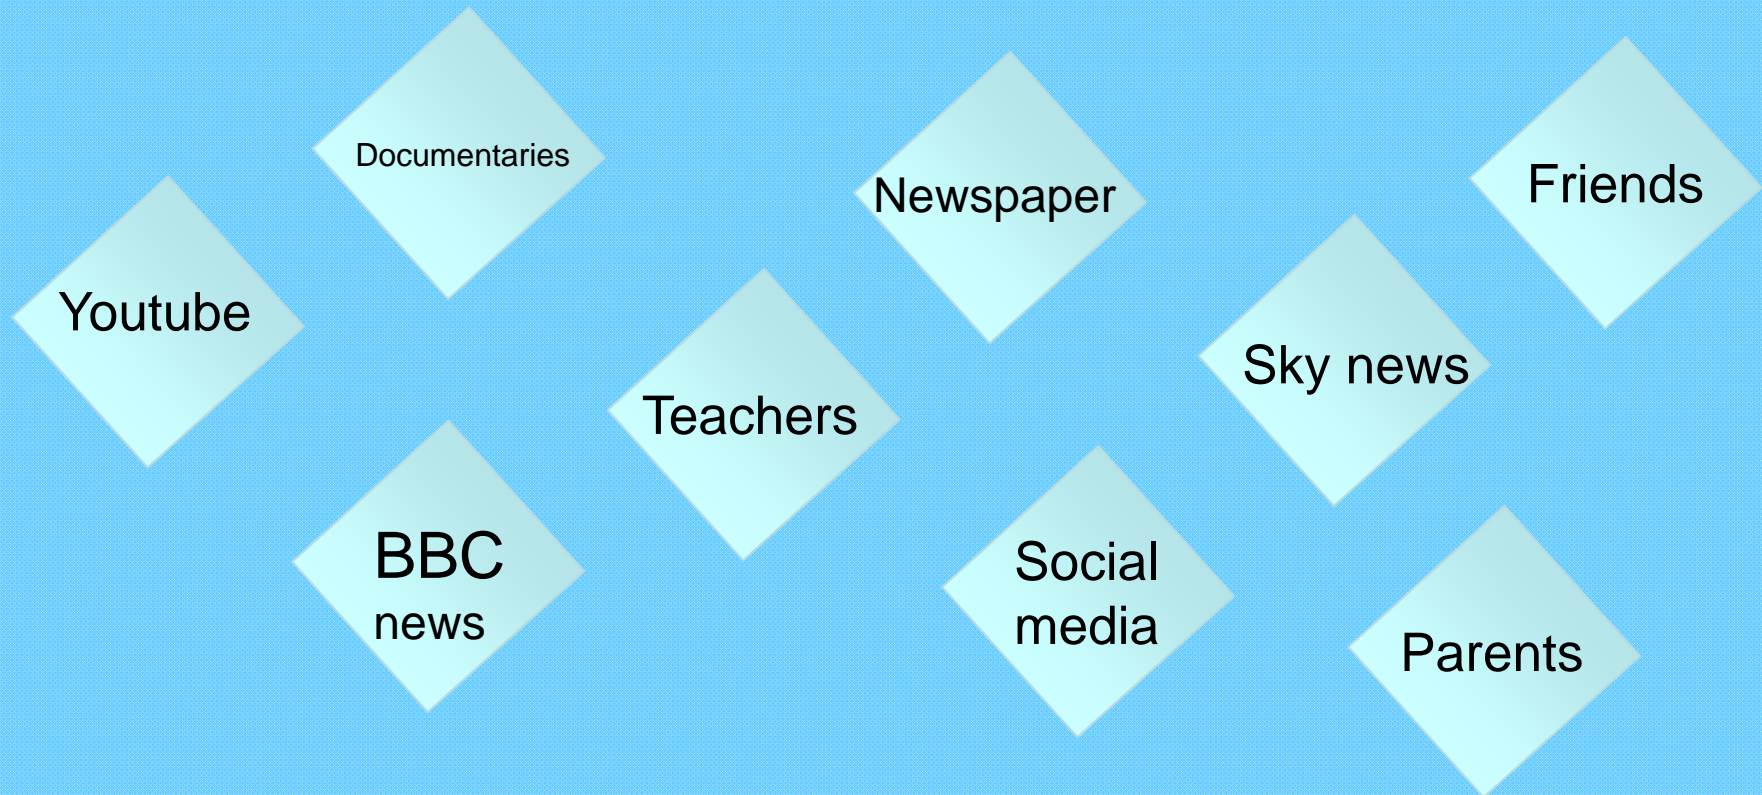 Documentaries
Newspaper
Friends
Youtube
Teachers
Sky news
BBC
news
Social
media
Parents